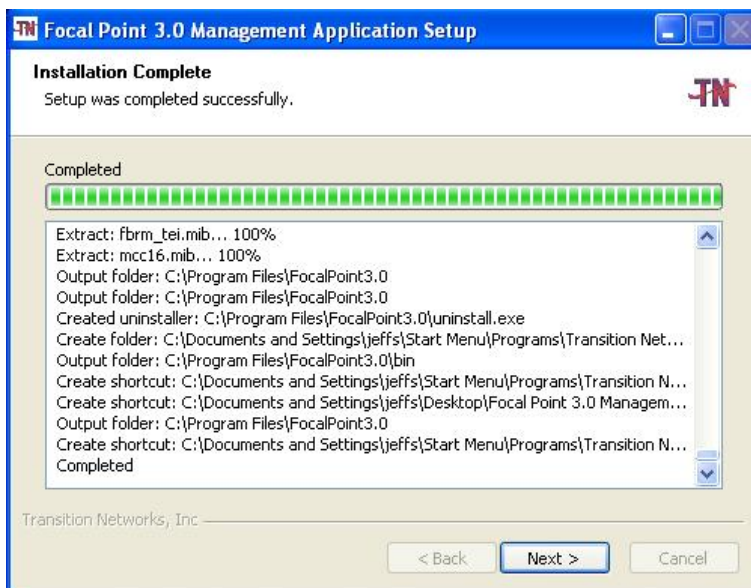 TN Focal Point 3.0 Management Application Setup
Installation Complete
Setup was completed successfully.
TN
Completed
Extract: fbrm_tei.mib... 100%
Extract: mcc16.mib... 100%
Output folder: C:\Program Files\FocalPoint3.0
Output folder: C:\Program Files\FocalPoint3.0
Created uninstaller: C:\Program Files\FocalPoint3.0\uninstall.exe
Create folder: C:\Documents and Settings\jeffs\Start Menu\Programs\Transition Net...
Output folder: C:\Program Files\FocalPoint3.0\bin
Create shortcut: C:\Documents and Settings\jeffs\Start Menu\Programs\Transition N...
Create shortcut: C:\Documents and Settings\jeffs\Desktop\Focal Point 3.0 Managem...
Output folder: C:\Program Files\FocalPoint3.0
Create shortcut: C:\Documents and Settings\jeffs\Start Menu\Programs\Transition N...
Completed
Transition Networks, Inc
< Back Next > Cancel